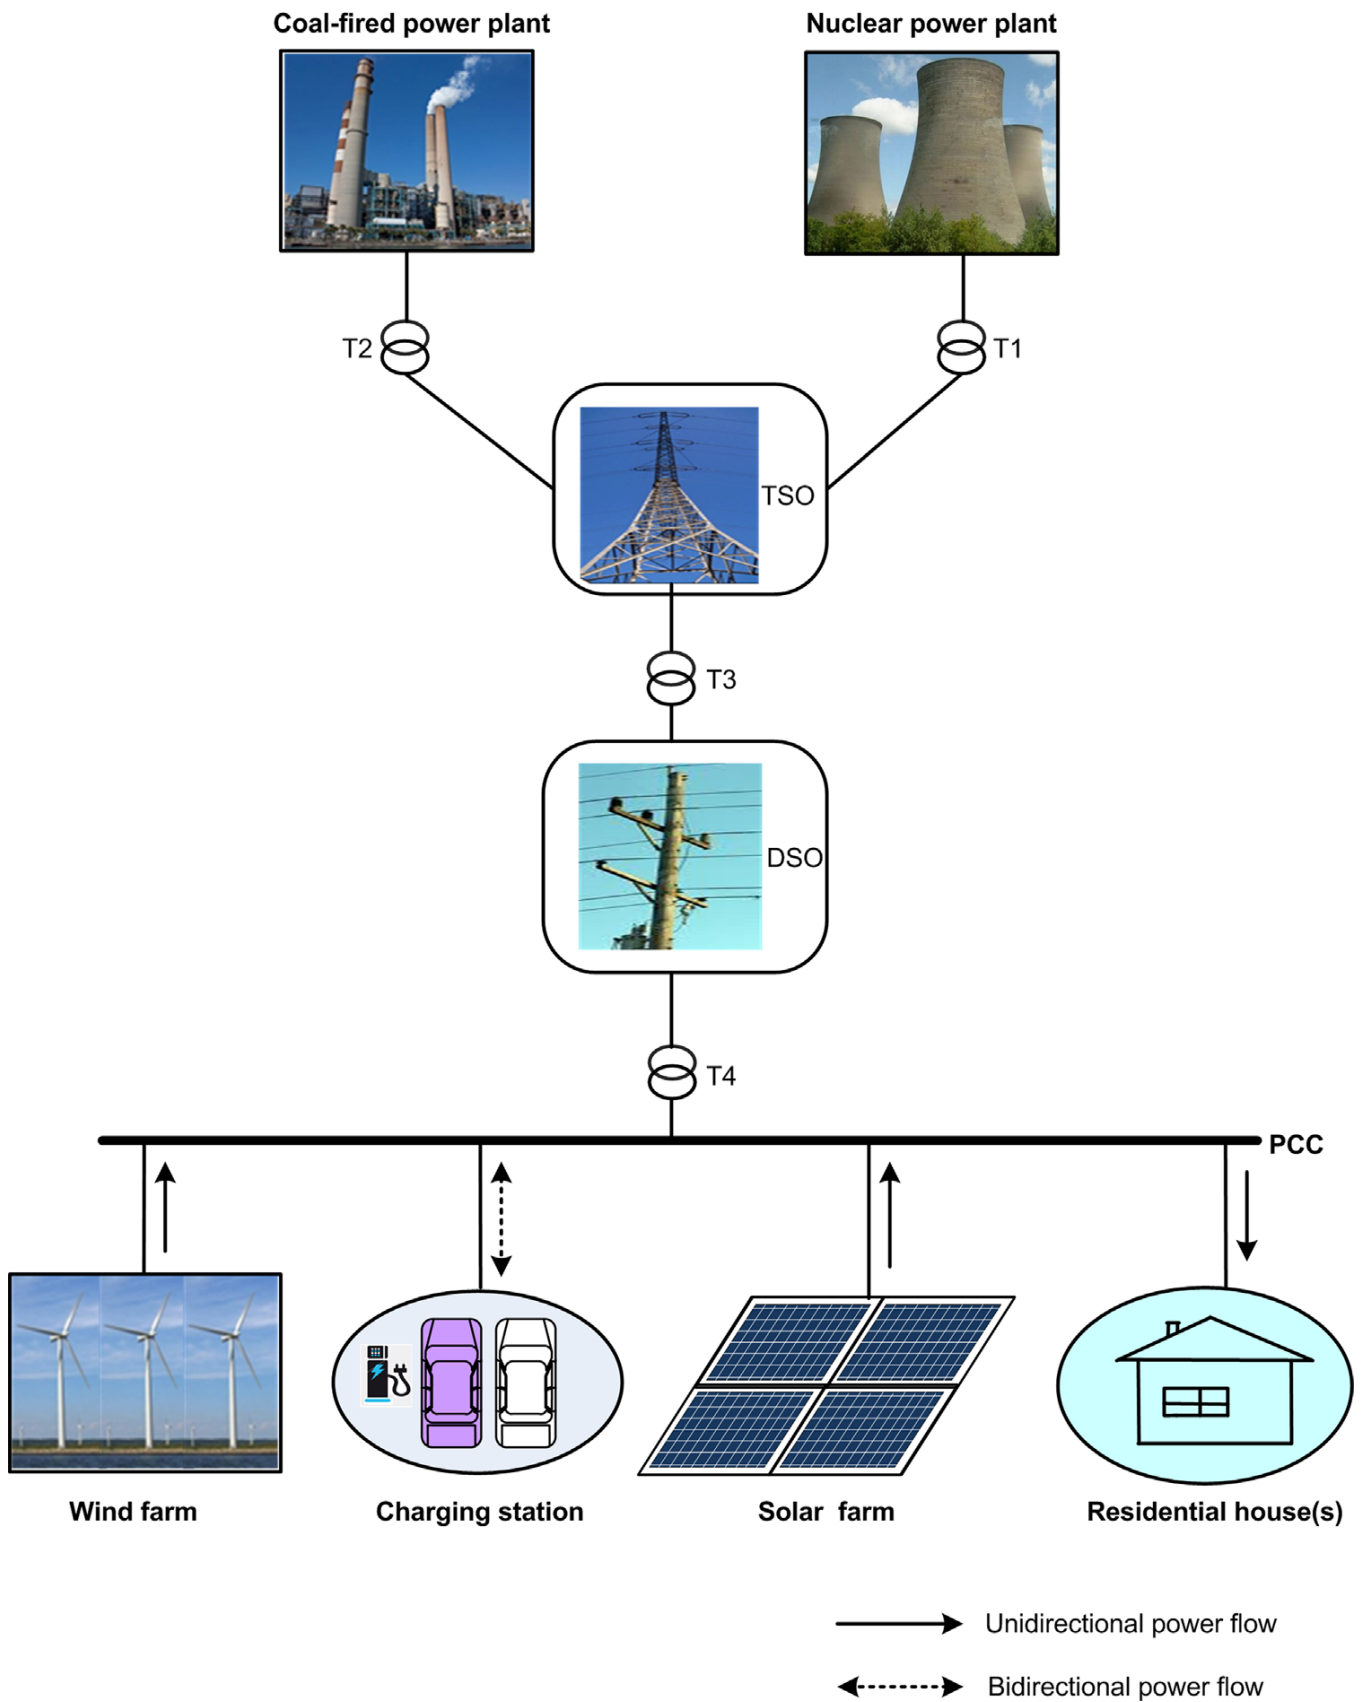 Coal-fired power plant
Nuclear power plant
T2
T1
TSO
T3
DSO
T4
PCC
Wind farm
Charging station
Solar farm
Residential house(s)
Unidirectional power flow
Bidirectional power flow